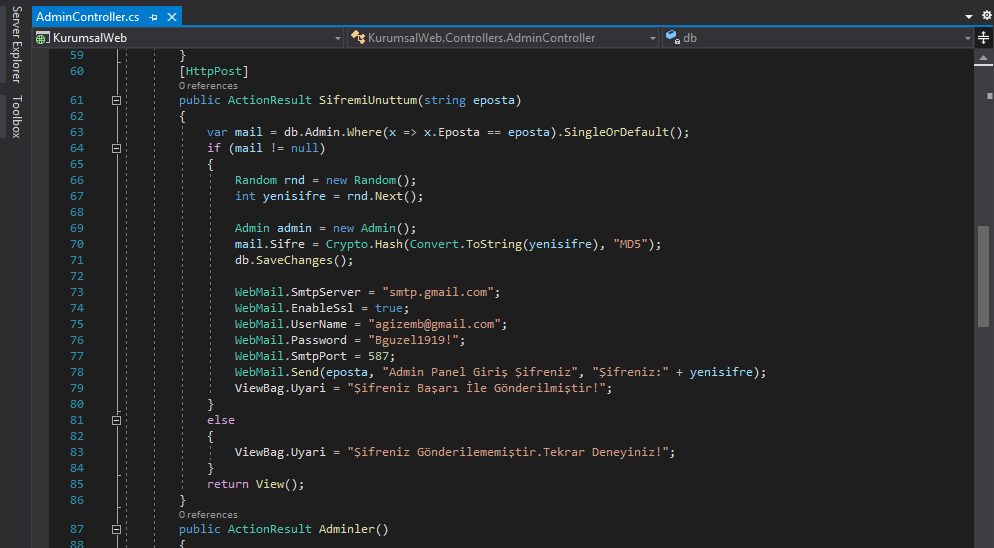 AdminController.cs
Server Explorer
Toolbox
KurumsalWeb
KurumsalWeb.Controllers.AdminController
db
59 }
60 [HttpPost]
0 references
61 public ActionResult SifremiUnuttum(string eposta)
62 {
63 var mail = db.Admin.Where(x => x.Eposta == eposta).SingleOrDefault();
64 if (mail != null)
65 {
66 Random rnd = new Random();
67 int yenisifre = rnd.Next();
68
69 Admin admin = new Admin();
70 mail.Sifre = Crypto.Hash(Convert.ToString(yenisifre), "MD5");
71 db.SaveChanges();
72
73 WebMail.SmtpServer = "smtp.gmail.com";
74 WebMail.EnableSsl = true;
75 WebMail.UserName = "agizemb@gmail.com";
76 WebMail.Password = "Bguzel1919!";
77 WebMail.SmtpPort = 587;
78 WebMail.Send(eposta, "Admin Panel Giriş Şifreniz", "Şifreniz:" + yenisifre);
79 ViewBag.Uyari = "Şifreniz Başarı İle Gönderilmiştir!";
80 }
81 else
82 {
83 ViewBag.Uyari = "Şifreniz Gönderilememiştir.Tekrar Deneyiniz!";
84 }
85 return View();
86 }
0 references
87 public ActionResult Adminler()
88 {